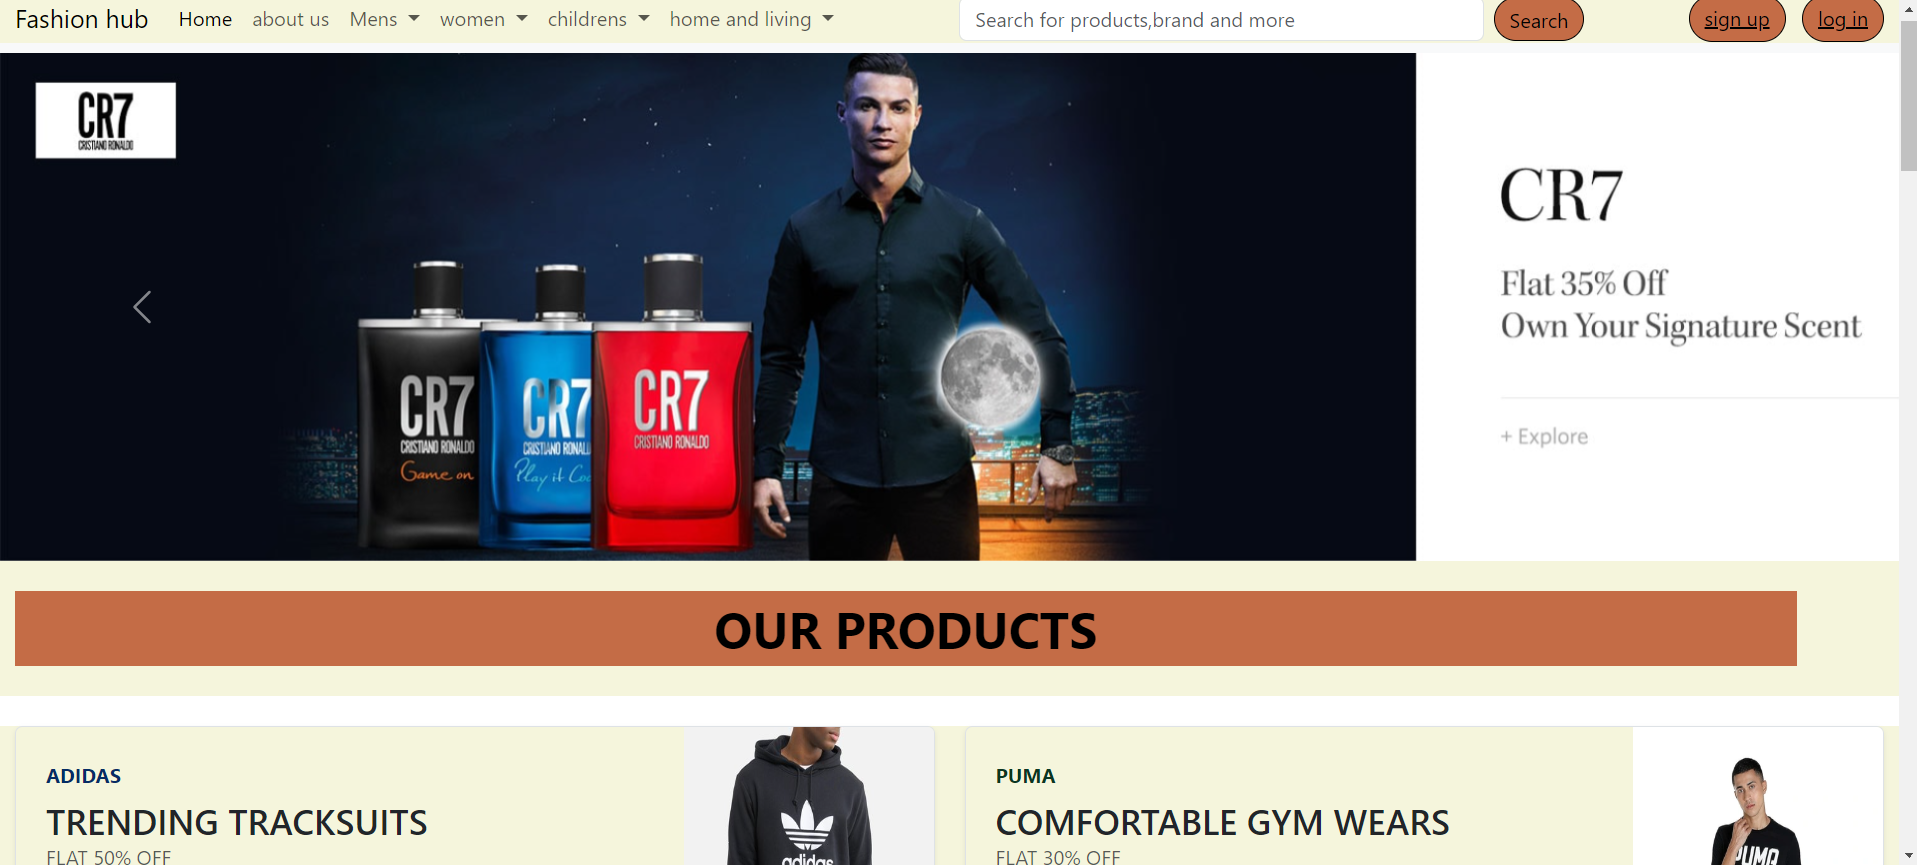 Fashion hub Home about us Mens women childrens home and living Search for products,brand and more Search sign up log in
CR7
CRISTIANO RONALDO
CR7
CRISTIANO RONALDO
Game on
CR7
CRISTIANO RONALD
Play it Coo
CR7
CRISTIANO RONALDO
CR7
Flat 35% Off
Own Your Signature Scent
+ Explore
OUR PRODUCTS
ADIDAS
TRENDING TRACKSUITS
FLAT 50% OFF
adidas
PUMA
COMFORTABLE GYM WEARS
FLAT 30% OFF
PUMA